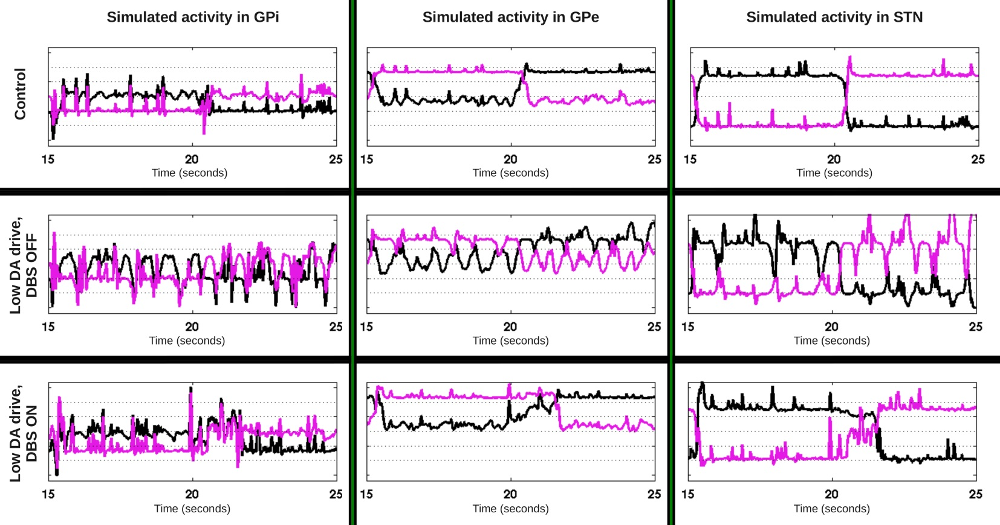 Simulated activity in GPi
Simulated activity in GPe
Simulated activity in STN
Control
15 20 25
Time (seconds)
15 20 25
Time (seconds)
15 20 25
Time (seconds)
Low DA drive,
DBS OFF
15 20 25
Time (seconds)
15 20 25
Time (seconds)
15 20 25
Time (seconds)
Low DA drive,
DBS ON
15 20 25
Time (seconds)
15 20 25
Time (seconds)
15 20 25
Time (seconds)